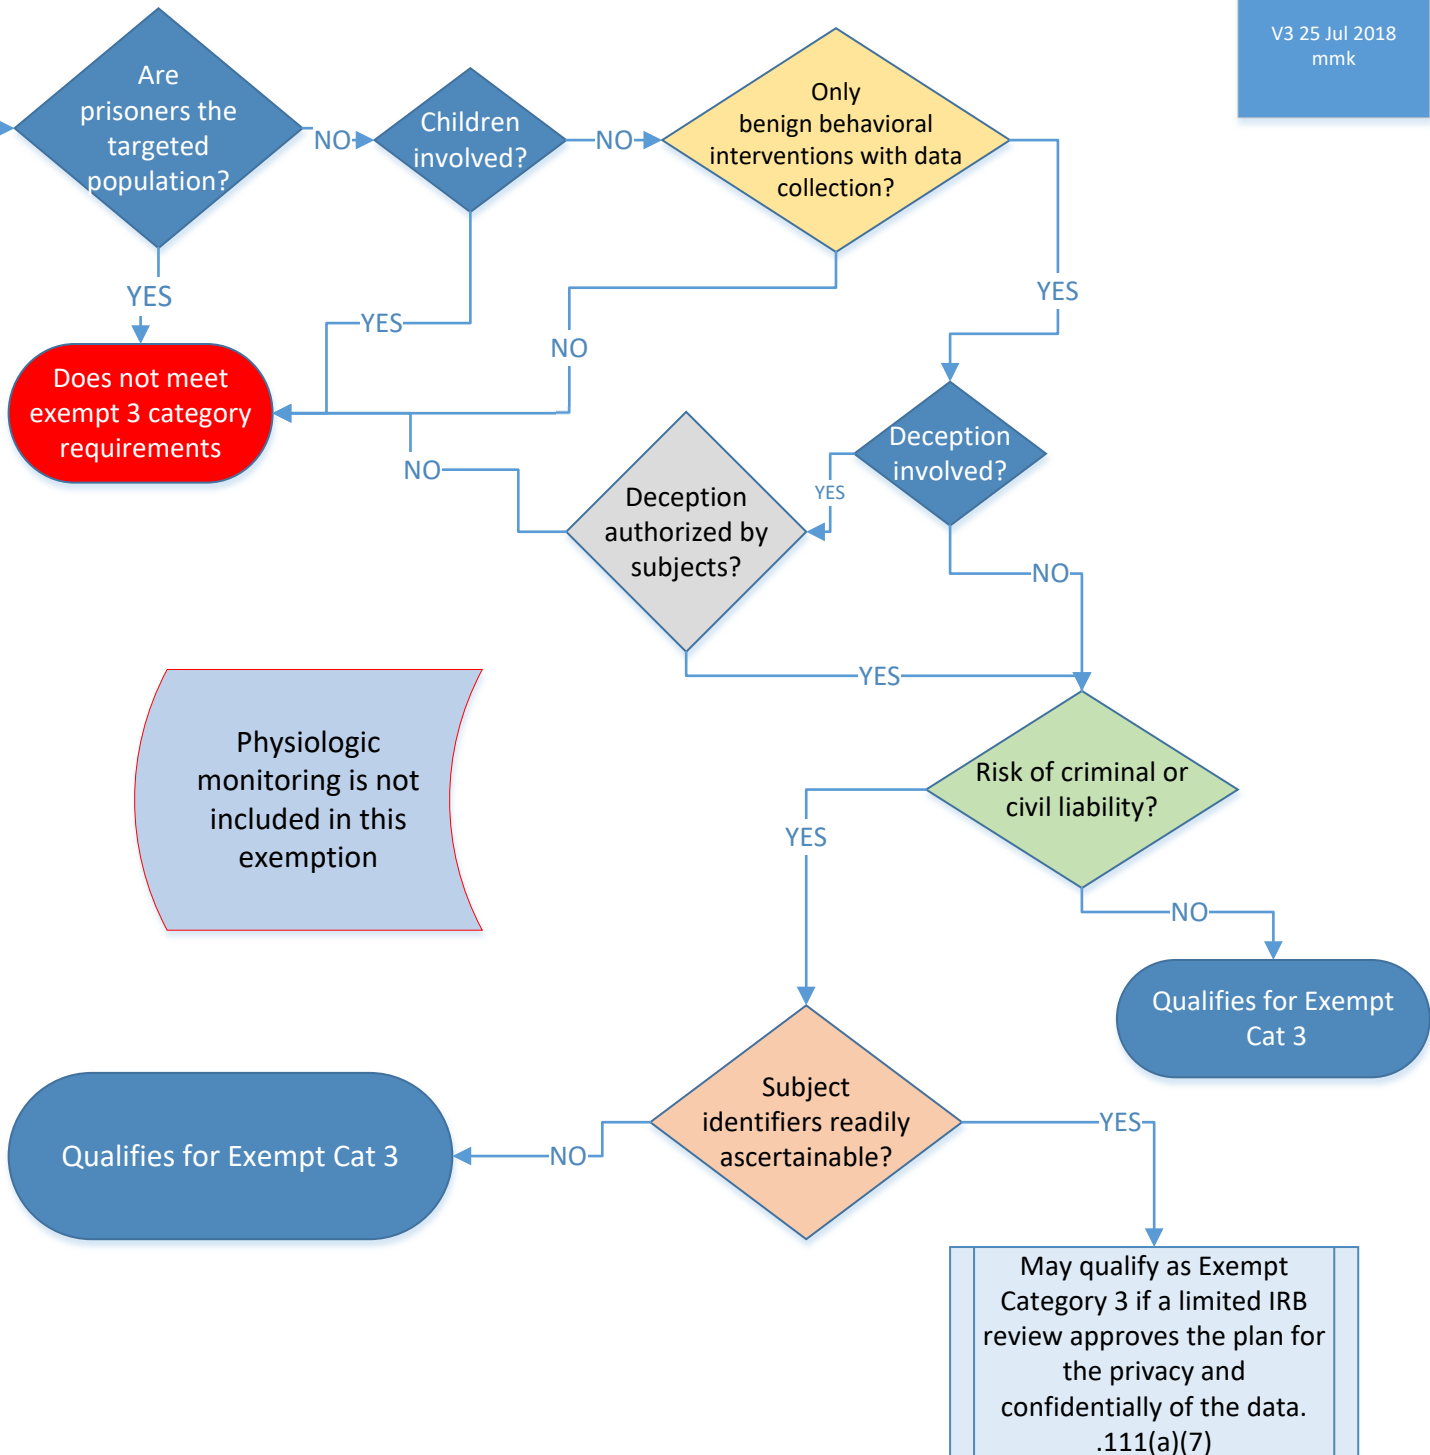 V3 25 Jul 2018
mmk
Are
prisoners the
targeted
population?
NO
Children
involved?
NO
Only
benign behavioral
interventions with data
collection?
YES
YES
YES
NO
Does not meet
exempt 3 category
requirements
Deception
involved?
YES
NO
Deception
authorized by
subjects?
NO
YES
Physiologic
monitoring is not
included in this
exemption
Risk of criminal or
civil liability?
YES
NO
Qualifies for Exempt
Cat 3
Subject
identifiers readily
ascertainable?
YES
NO
Qualifies for Exempt Cat 3
May qualify as Exempt
Category 3 if a limited IRB
review approves the plan for
the privacy and
confidentially of the data.
.111(a)(7)